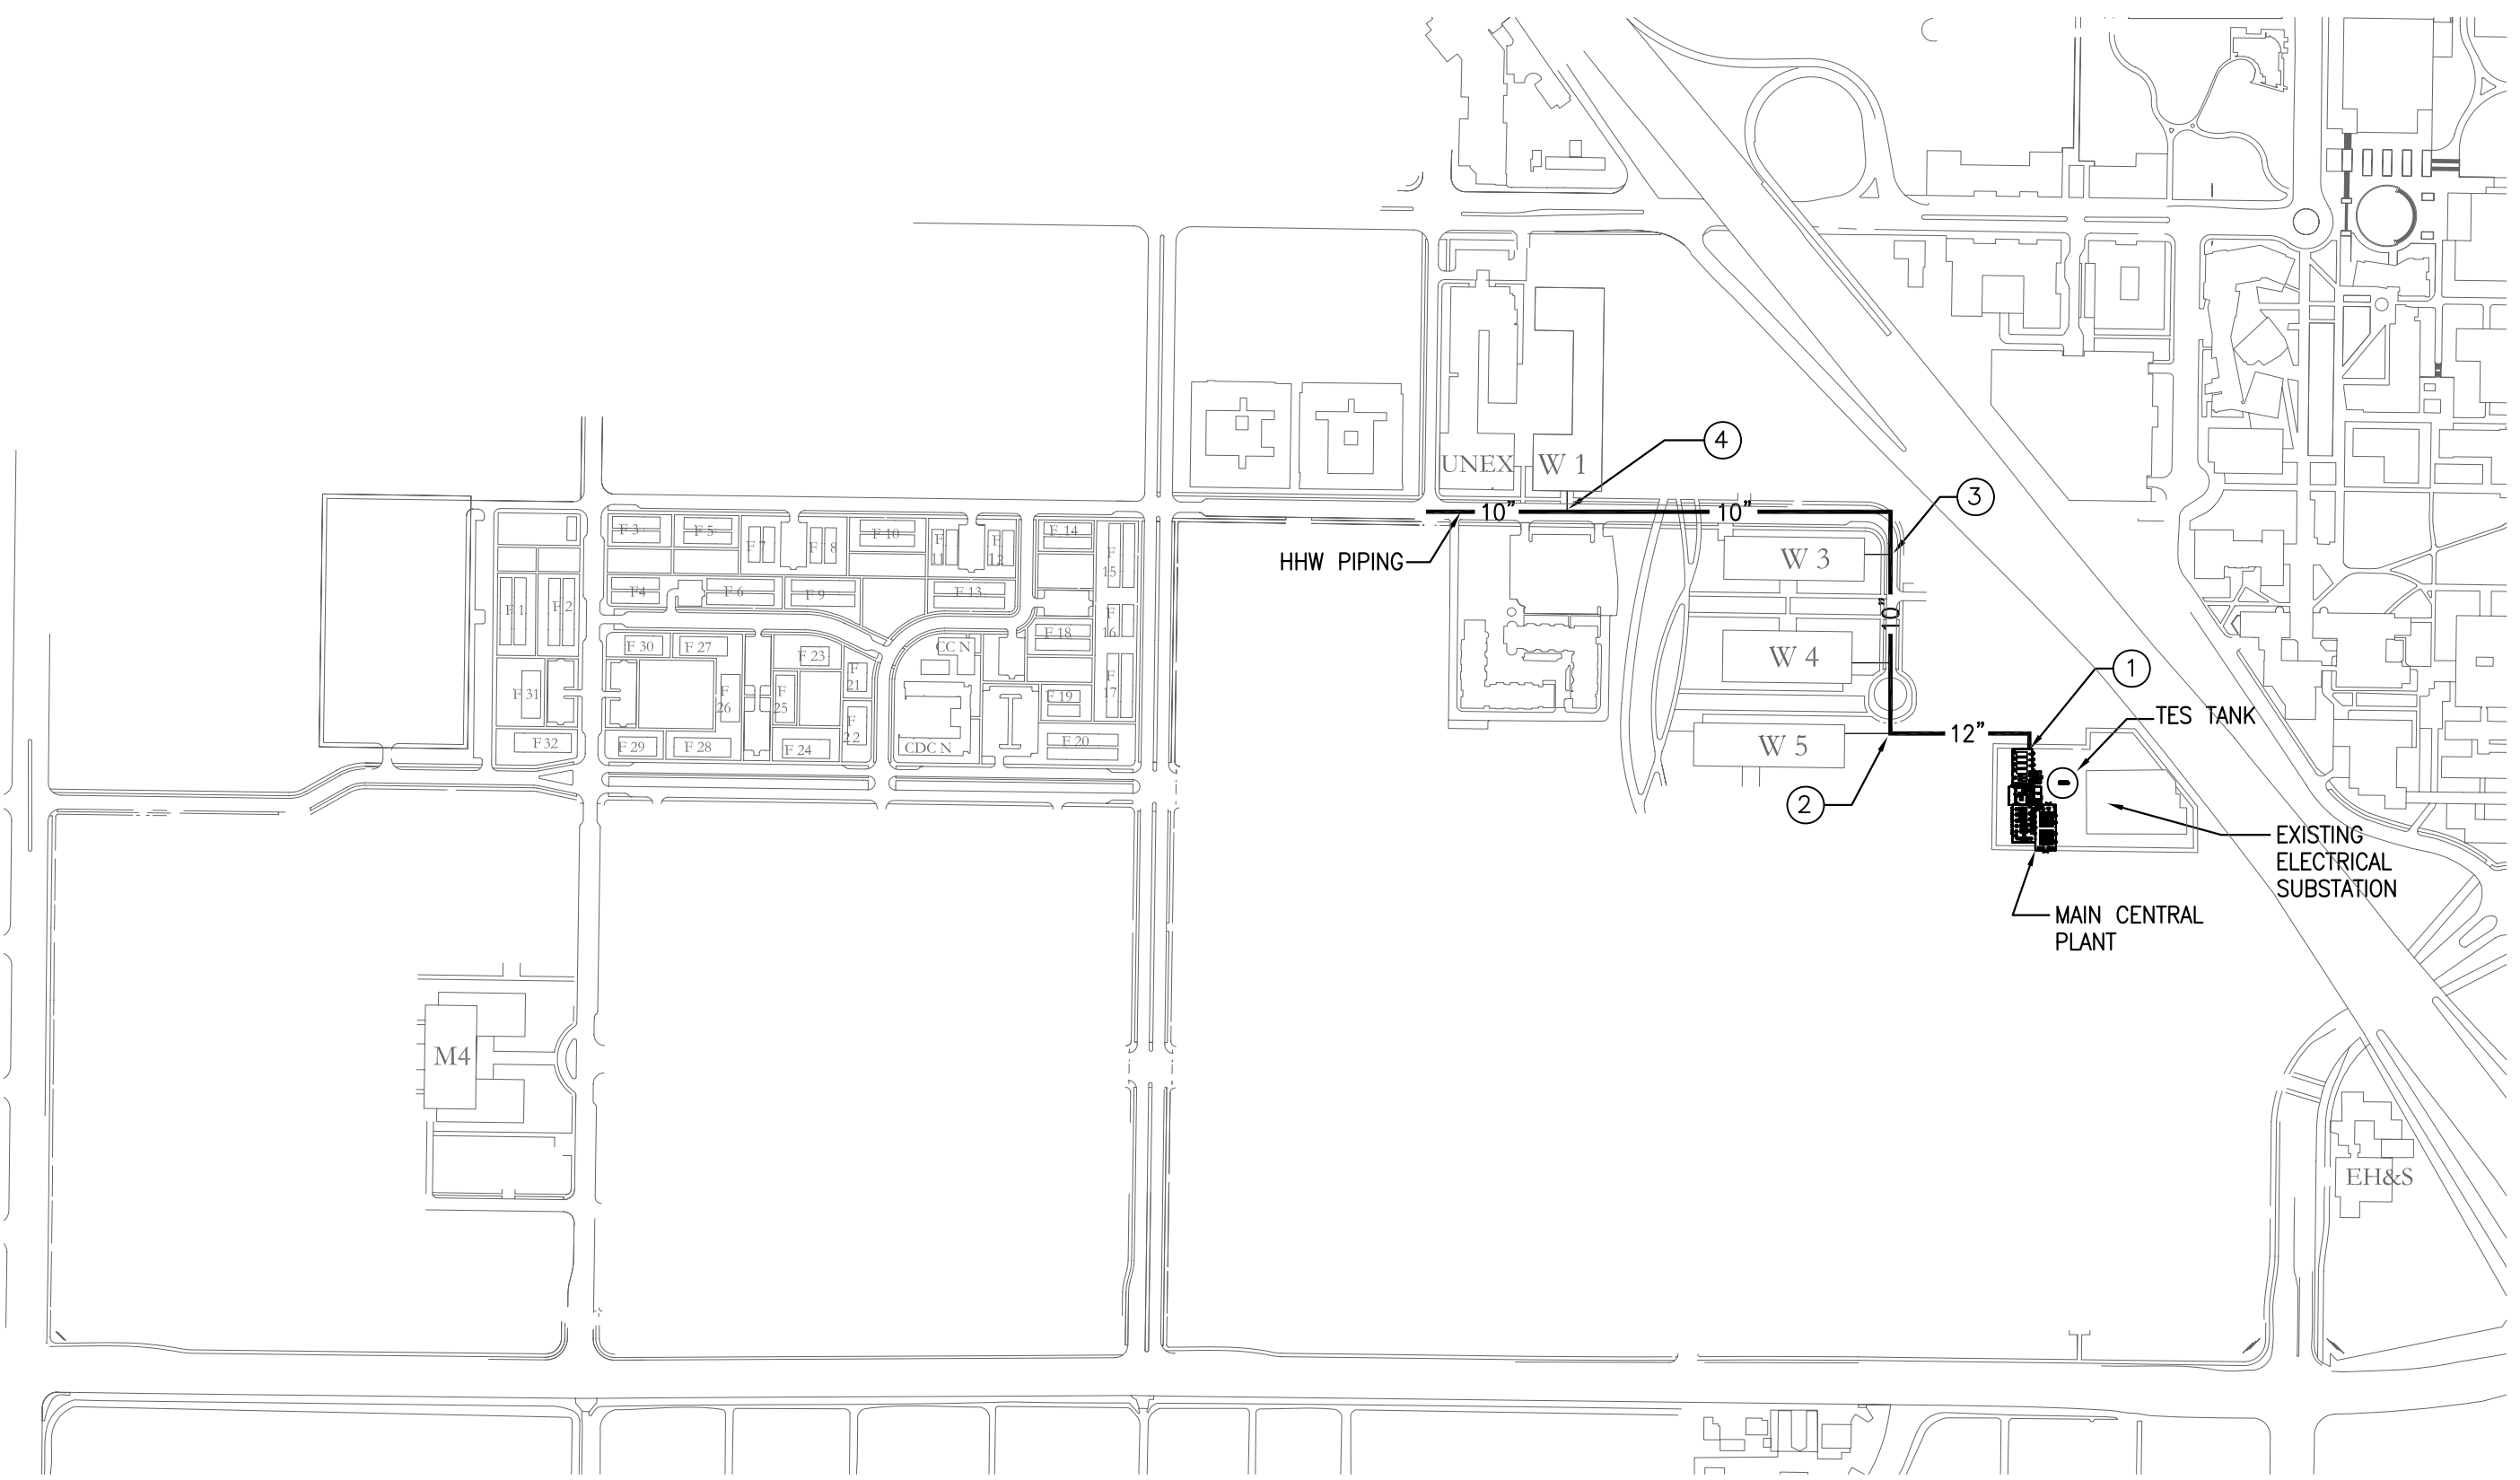 4
UNEX
W 1
3
10”
10”
HHW PIPING
F 3
F 5
F 7
F 8
F 10
F
11
F
12
F 14
F
15
W 3
F 1
F 2
F4
F 6
F 9
F 13
F
16
10”
F 30
F 27
F 23
CC N
F 18
W 4
1
F
21
F 31
F
26
F
25
F 19
F
17
TES TANK
F
22
F 32
F 29
F 28
F 24
CDC N
F 20
W 5
12”
2
EXISTING
ELECTRICAL
SUBSTATION
MAIN CENTRAL
PLANT
M4
EH&S